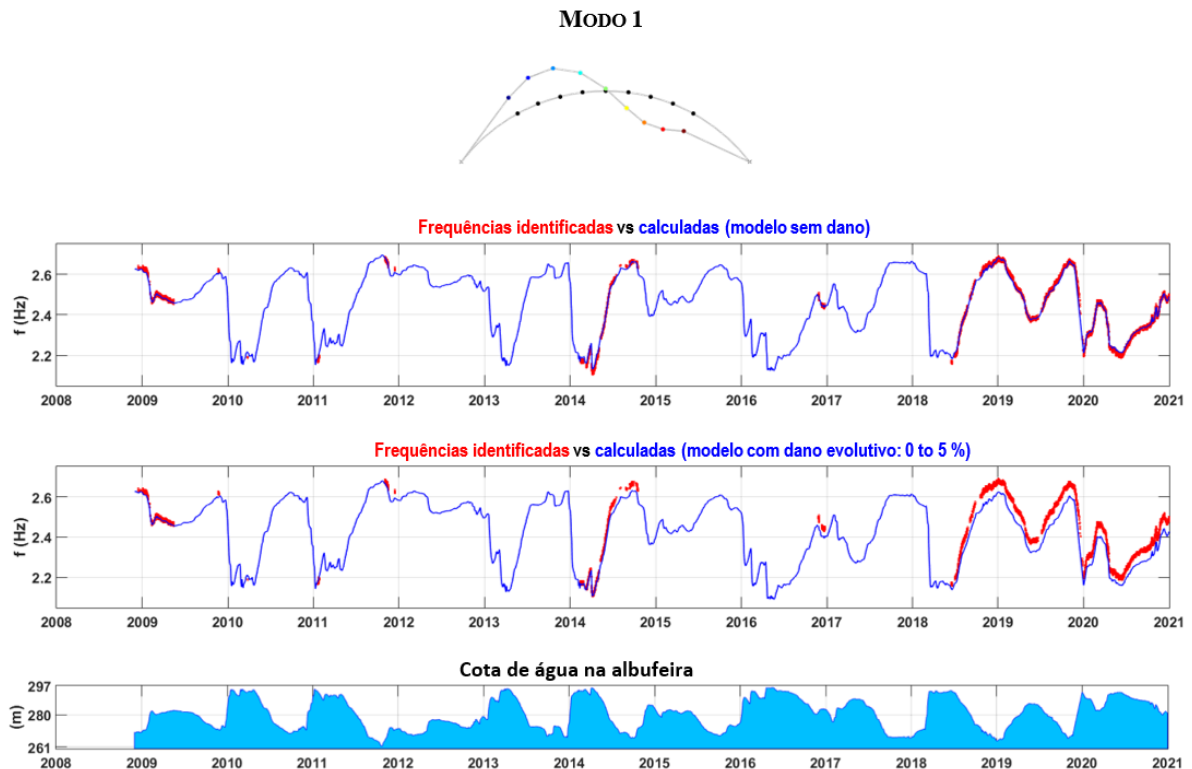 MODO 1
Frequências identificadas vs calculadas (modelo sem dano)
2.6
2.4
2.2
f (Hz)
2008 2009 2010 2011 2012 2013 2014 2015 2016 2017 2018 2019 2020 2021
Frequências identificadas vs calculadas (modelo com dano evolutivo: 0 to 5 %)
2.6
2.4
2.2
f (Hz)
2008 2009 2010 2011 2012 2013 2014 2015 2016 2017 2018 2019 2020 2021
Cota de água na albufeira
297
280
261
(m)
2008 2009 2010 2011 2012 2013 2014 2015 2016 2017 2018 2019 2020 2021